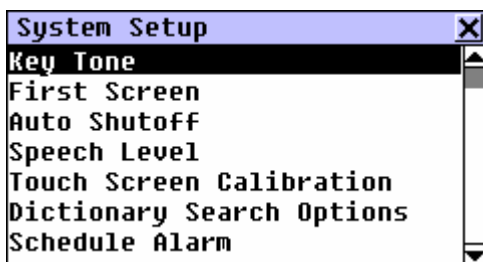 System Setup
Key Tone
First Screen
Auto Shutoff
Speech Level
Touch Screen Calibration
Dictionary Search Options
Schedule Alarm